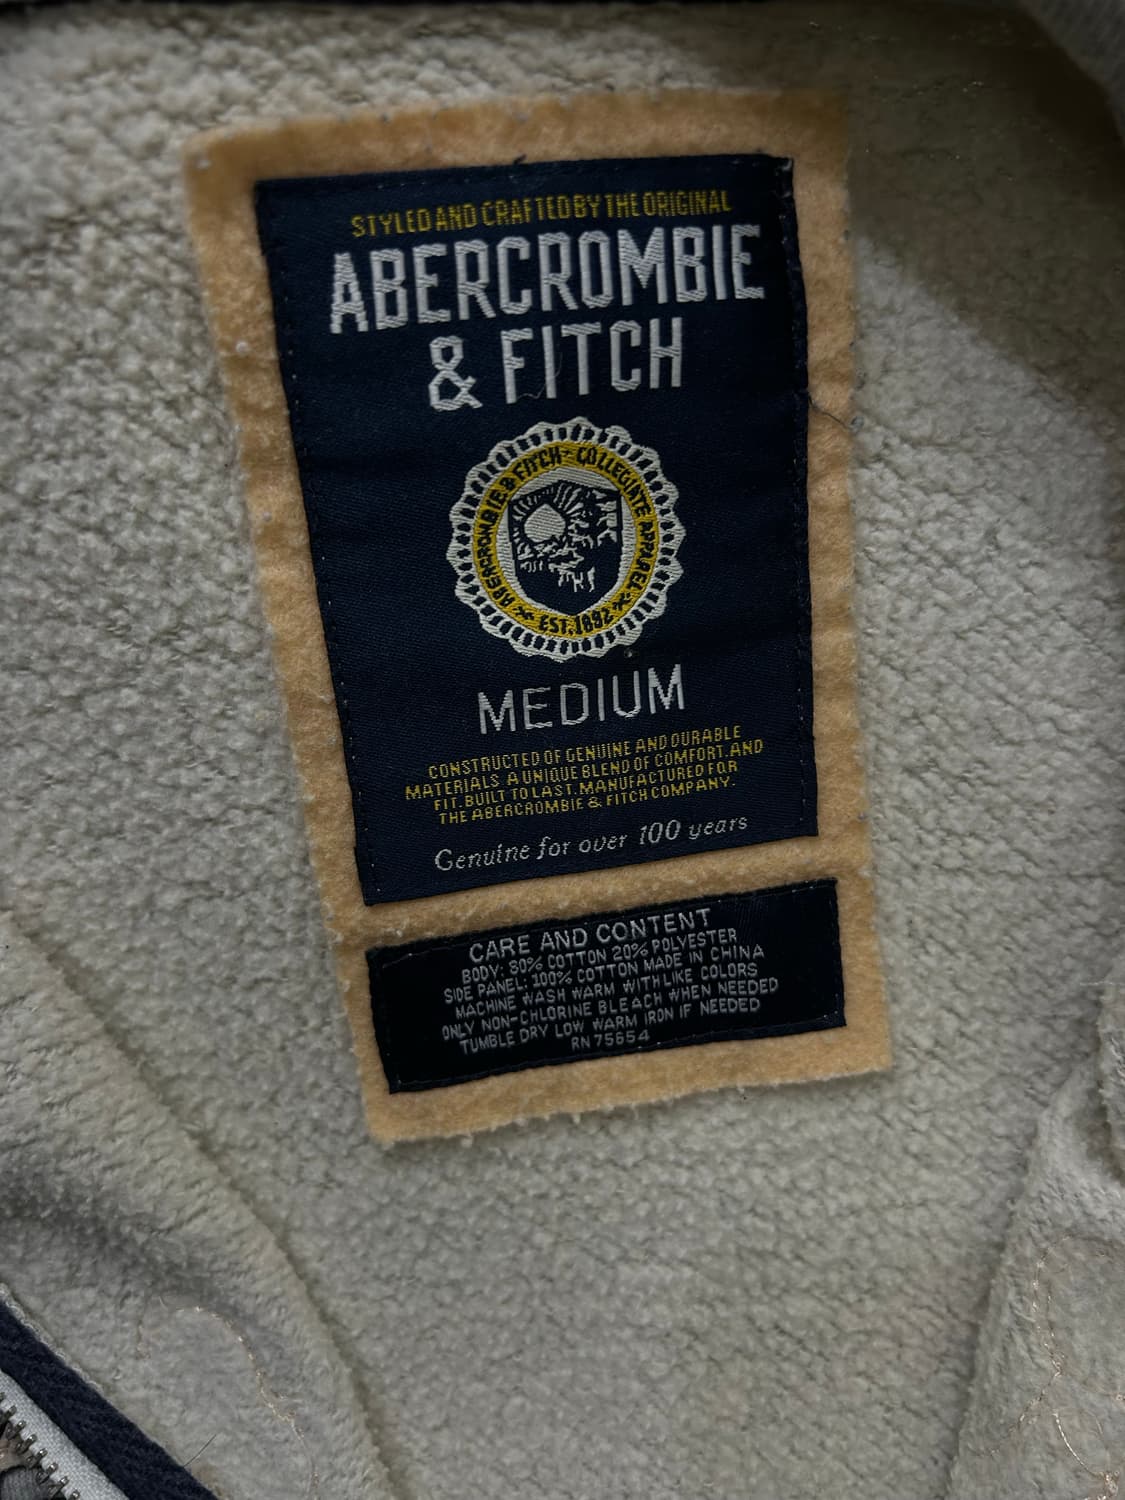 STYLED AND CRAFTED BY THE ORIGINAL
ABERCROMBIE
& FITCH
ABERCROMBIE & FITCH - COLLEGIATE APPAREL
EST. 1892
MEDIUM
CONSTRUCTED OF GENUINE AND DURABLE
MATERIALS. A UNIQUE BLEND OF COMFORT AND
FIT. BUILT TO LAST. MANUFACTURED FOR
THE ABERCROMBIE & FITCH COMPANY.
Genuine for over 100 years
CARE AND CONTENT
BODY: 80% COTTON 20% POLYESTER
SIDE PANEL: 100% COTTON MADE IN CHINA
MACHINE WASH WARM WITH LIKE COLORS
ONLY NON-CHLORINE BLEACH WHEN NEEDED
TUMBLE DRY LOW WARM IRON IF NEEDED
RN 75654